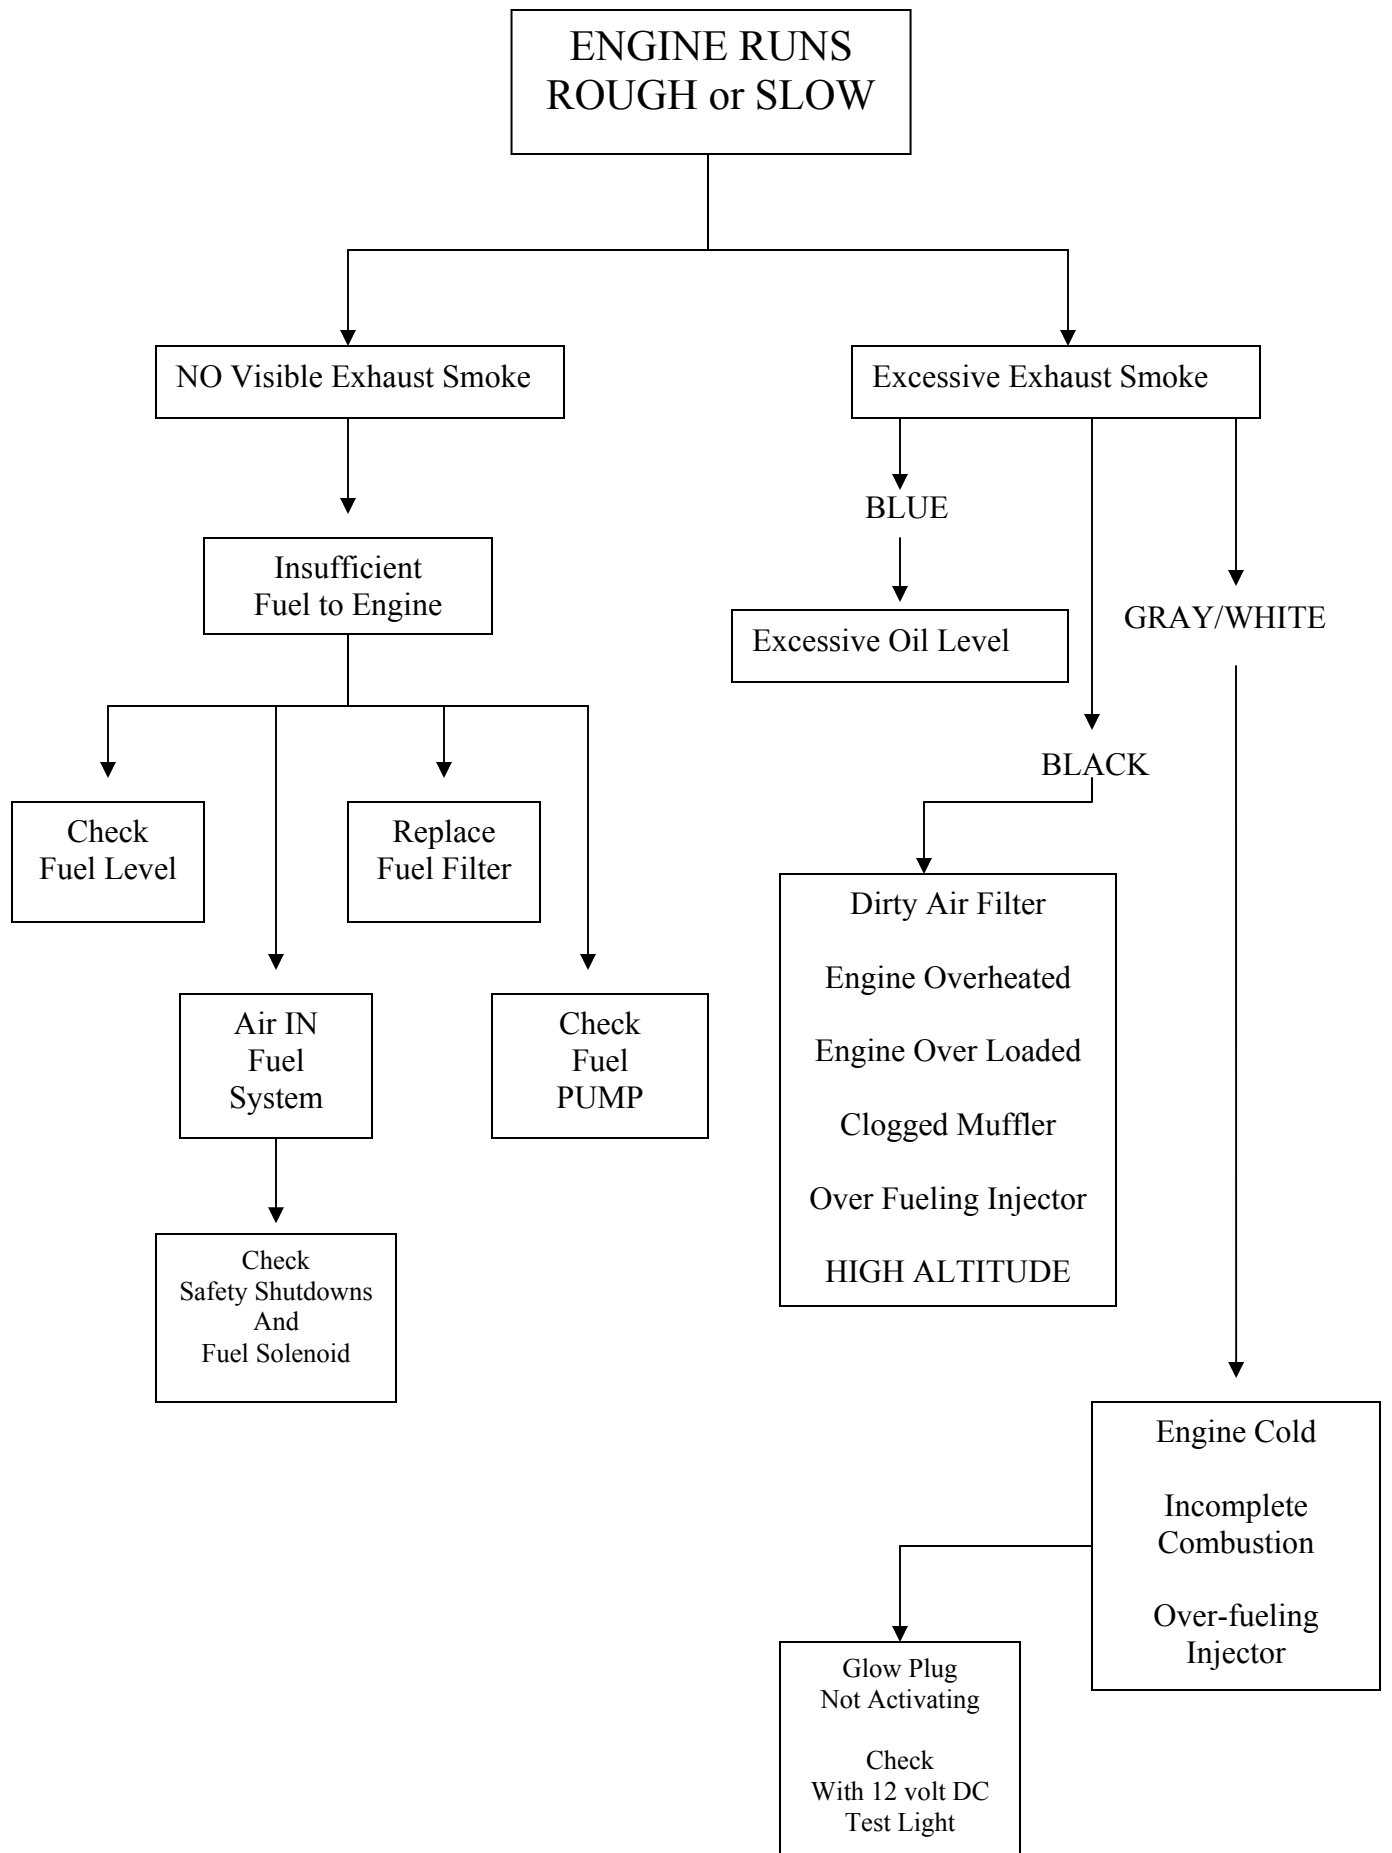 ENGINE RUNS
ROUGH or SLOW
NO Visible Exhaust Smoke
Excessive Exhaust Smoke
Insufficient
Fuel to Engine
BLUE
Excessive Oil Level
GRAY/WHITE
BLACK
Check
Fuel Level
Replace
Fuel Filter
Air IN
Fuel
System
Check
Fuel
PUMP
Check
Safety Shutdowns
And
Fuel Solenoid
Dirty Air Filter
Engine Overheated
Engine Over Loaded
Clogged Muffler
Over Fueling Injector
HIGH ALTITUDE
Engine Cold
Incomplete
Combustion
Over-fueling
Injector
Glow Plug
Not Activating
Check
With 12 volt DC
Test Light